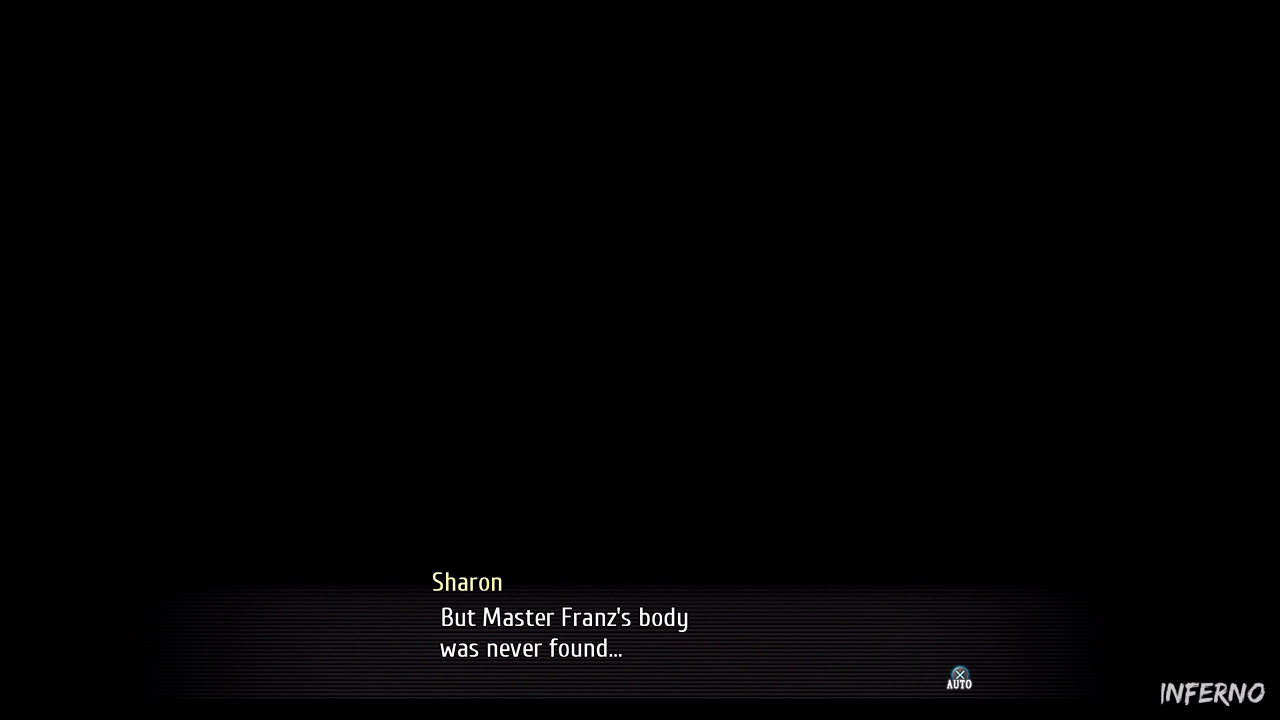 Sharon
But Master Franz's body
was never found...
AUTO
INFERNO